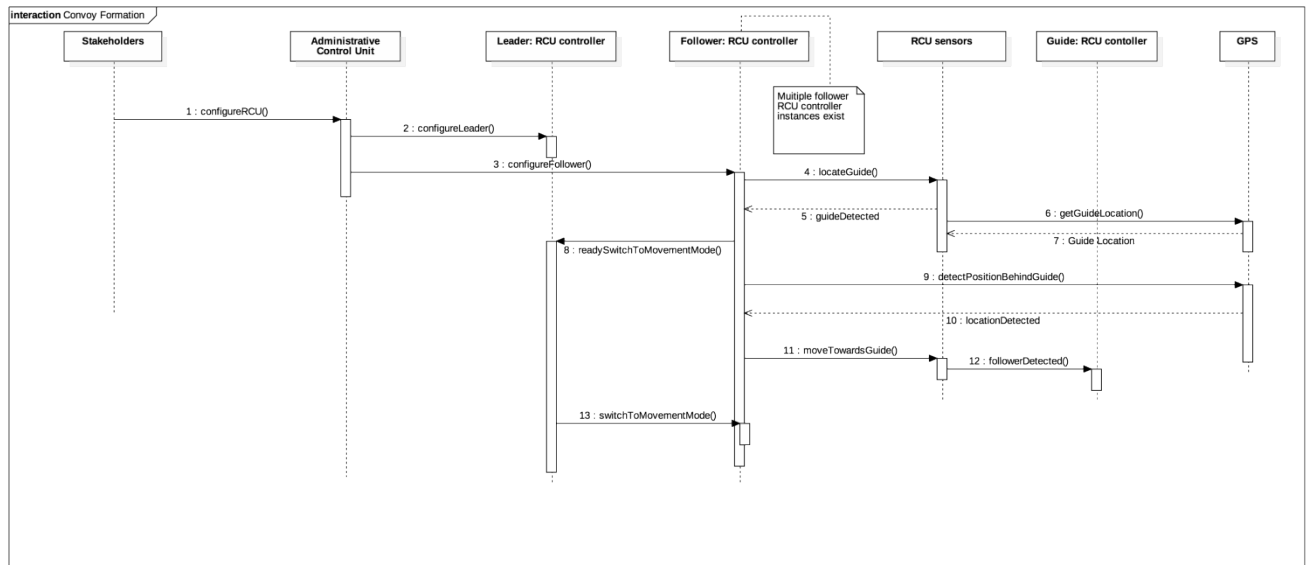 interaction Convoy Formation
Stakeholders
Administrative
Control Unit
Leader: RCU controller
Follower: RCU controller
RCU sensors
Guide: RCU contoller
GPS
Muitiple follower
RCU controller
instances exist
1 : configureRCU()
2 : configureLeader()
3 : configureFollower()
4 : locateGuide()
5 : guideDetected
6 : getGuideLocation()
7 : Guide Location
8 : readySwitchToMovementMode()
9 : detectPositionBehindGuide()
10 : locationDetected
11 : moveTowardsGuide()
12 : followerDetected()
13 : switchToMovementMode()